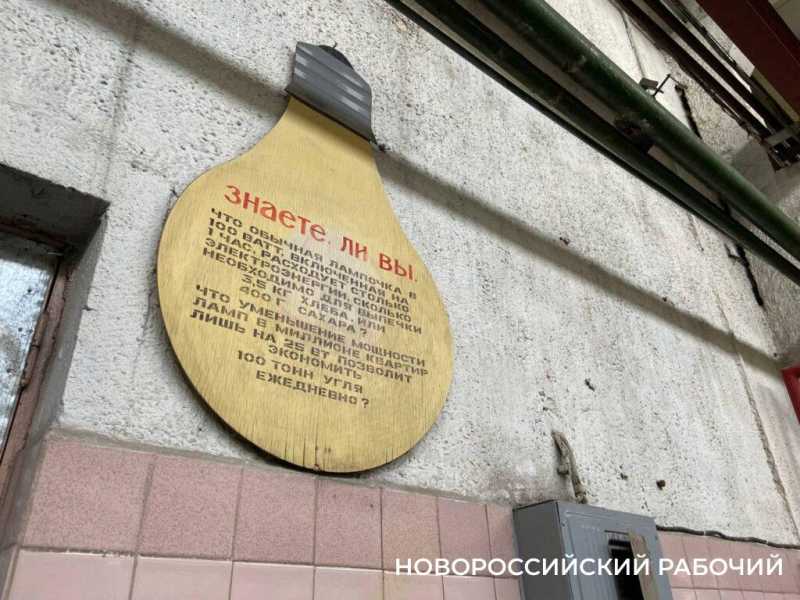 Знаете, ли вы,
ЧТО ОБЫЧНАЯ ЛАМПОЧКА В
100 ВАТТ, ВКЛЮЧЕННАЯ НА
1 ЧАС, РАСХОДУЕТ СТОЛЬКО
ЭЛЕКТРОЭНЕРГИИ, СКОЛЬКО
НЕОБХОДИМО ДЛЯ ВЫПЕЧКИ
3,5 КГ. ХЛЕБА ИЛИ
400 Г. САХАРА?
ЧТО УМЕНЬШЕНИЕ МОЩНОСТИ
ЛАМП В МИЛЛИОНЕ КВАРТИР
ЛИШЬ НА 25 ВТ ПОЗВОЛИТ
ЭКОНОМИТЬ
100 ТОНН УГЛЯ
ЕЖЕДНЕВНО?
НОВОРОССИЙСКИЙ РАБОЧИЙ